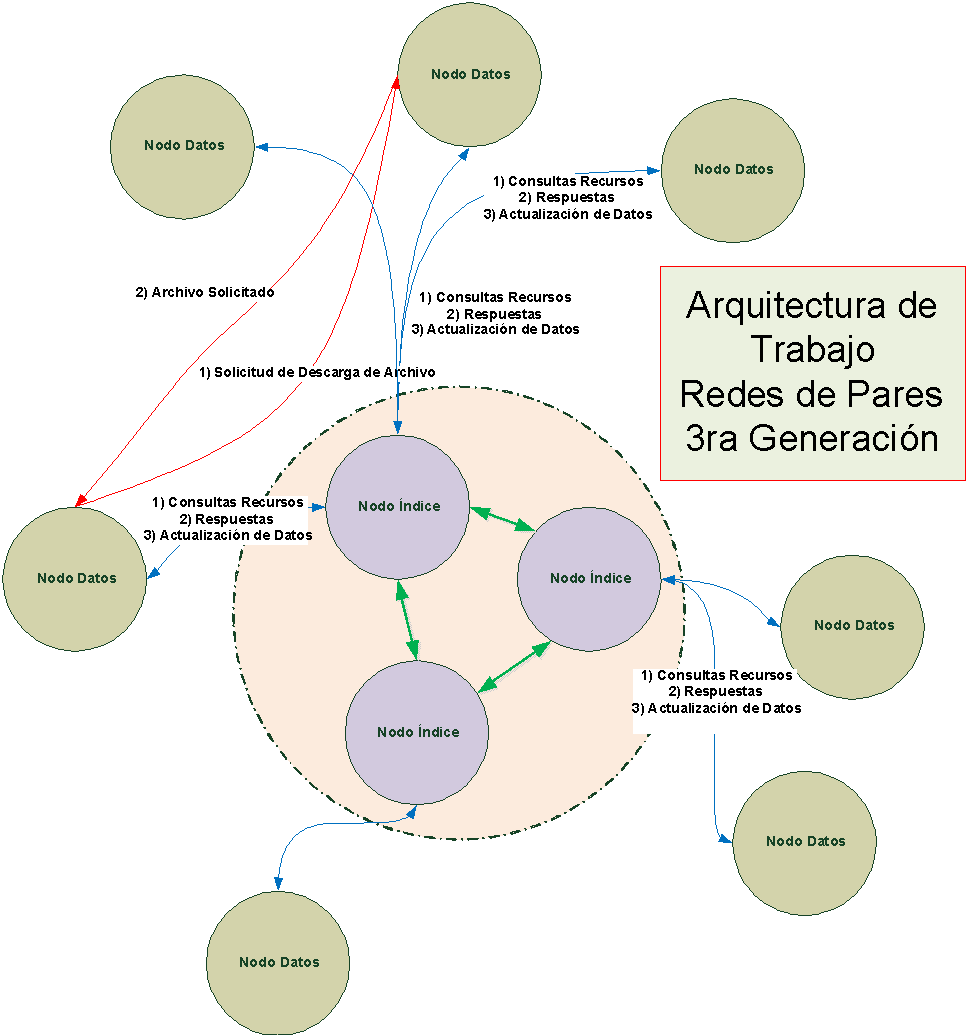 Nodo Datos
Nodo Datos
Nodo Datos
1) Consultas Recursos
2) Respuestas
3) Actualización de Datos
2) Archivo Solicitado
1) Consultas Recursos
2) Respuestas
3) Actualización de Datos
Arquitectura de
Trabajo
Redes de Pares
3ra Generación
1) Solicitud de Descarga de Archivo
1) Consultas Recursos
2) Respuestas
3) Actualización de Datos
Nodo Índice
Nodo Datos
Nodo Índice
Nodo Datos
1) Consultas Recursos
2) Respuestas
3) Actualización de Datos
Nodo Índice
Nodo Datos
Nodo Datos